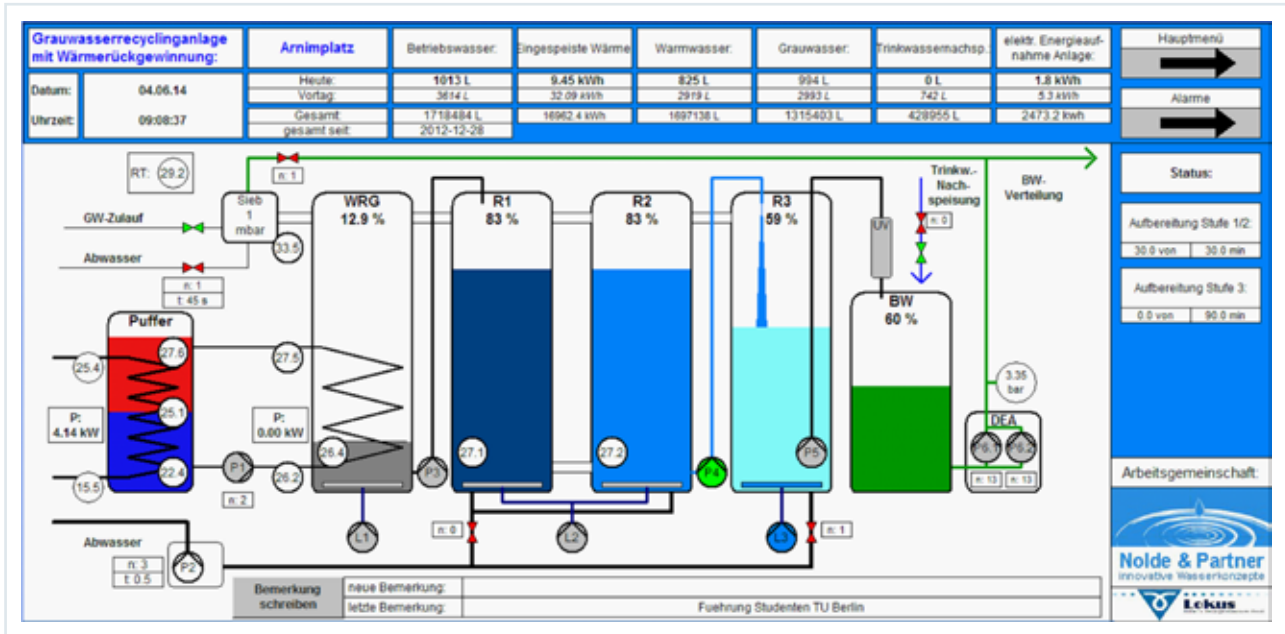 Grauwasserrecyclinganlage
mit Wärmerückgewinnung:
Arnimplatz
Betriebswasser:
Eingespeiste Wärme
Warmwasser:
Grauwasser:
Trinkwassernachsp.:
elektr. Energieauf-
nahme Anlage:
Hauptmenü
Datum:
04.06.14
Uhrzeit:
09:08:37
Heute:
1013 L
9.45 kWh
825 L
994 L
0 L
1.8 kWh
Vortag:
3614 L
32.09 kWh
2919 L
2993 L
742 L
5.3 kWh
Gesamt:
1718484 L
16962.4 kWh
1697138 L
1315403 L
428955 L
2473.2 kwh
gesamt seit:
2012-12-28
Alarme
RT: 29.2
n: 1
Sieb
1
mbar
GW-Zulauf
33.5
Abwasser
n: 1
t: 45 s
WRG
12.9 %
R1
83 %
R2
83 %
R3
59 %
UV
Trinkw.-
Nach-
speisung
n: 0
BW-
Verteilung
BW
60 %
Status:
Aufbereitung Stufe 1/2:
30.0 von 30.0 min
Aufbereitung Stufe 3:
0.0 von 90.0 min
Puffer
27.6
25.4
25.1
P:
4.14 kW
22.4
15.5
27.5
P:
0.00 kW
26.4
26.2
P1
n: 2
P3
27.1
27.2
P4
P5
3.35
bar
DEA
P6.1
P6.2
n: 13
n: 13
L1
n: 0
L2
L3
n: 1
Abwasser
n: 3
t: 0.5
P2
Bemerkung
schreiben
neue Bemerkung:
letzte Bemerkung:
Fuehrung Studenten TU Berlin
Arbeitsgemeinschaft:
Nolde & Partner
innovative Wasserkonzepte
Lokus